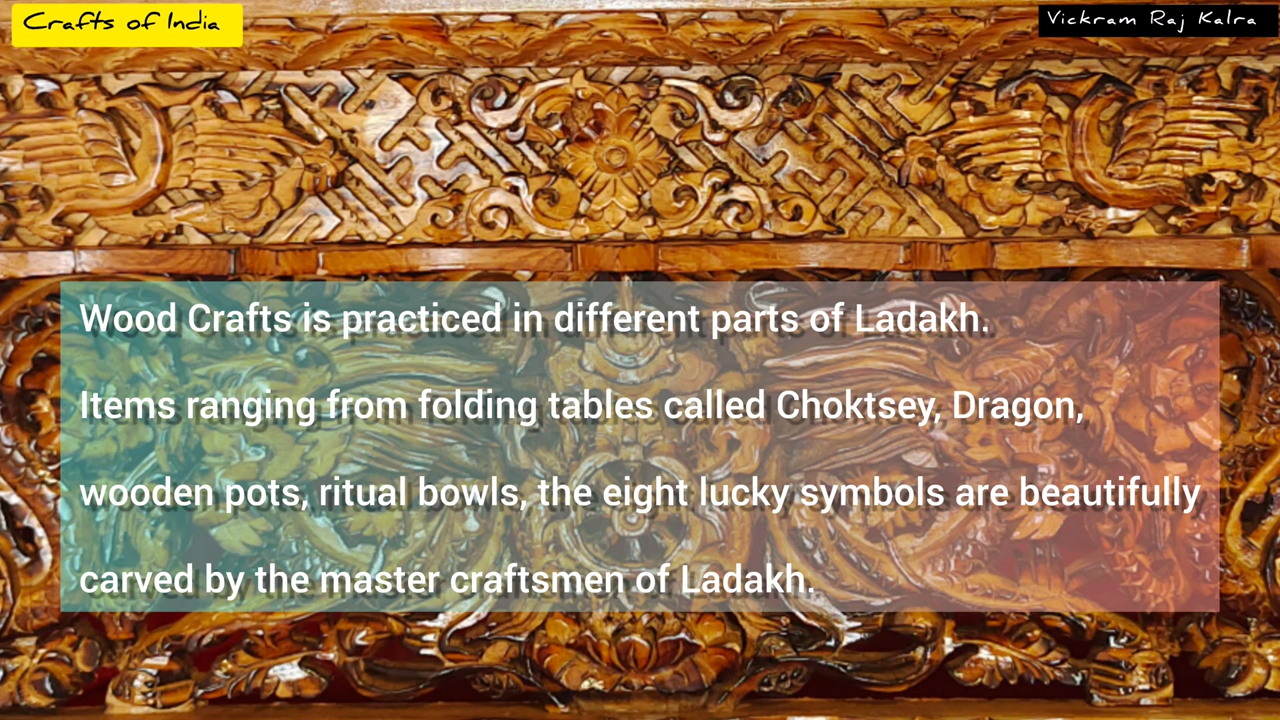 Crafts of India
Vickram Raj Kalra
Wood Crafts is practiced in different parts of Ladakh.
Items ranging from folding tables called Choktsey, Dragon,
wooden pots, ritual bowls, the eight lucky symbols are beautifully
carved by the master craftsmen of Ladakh.